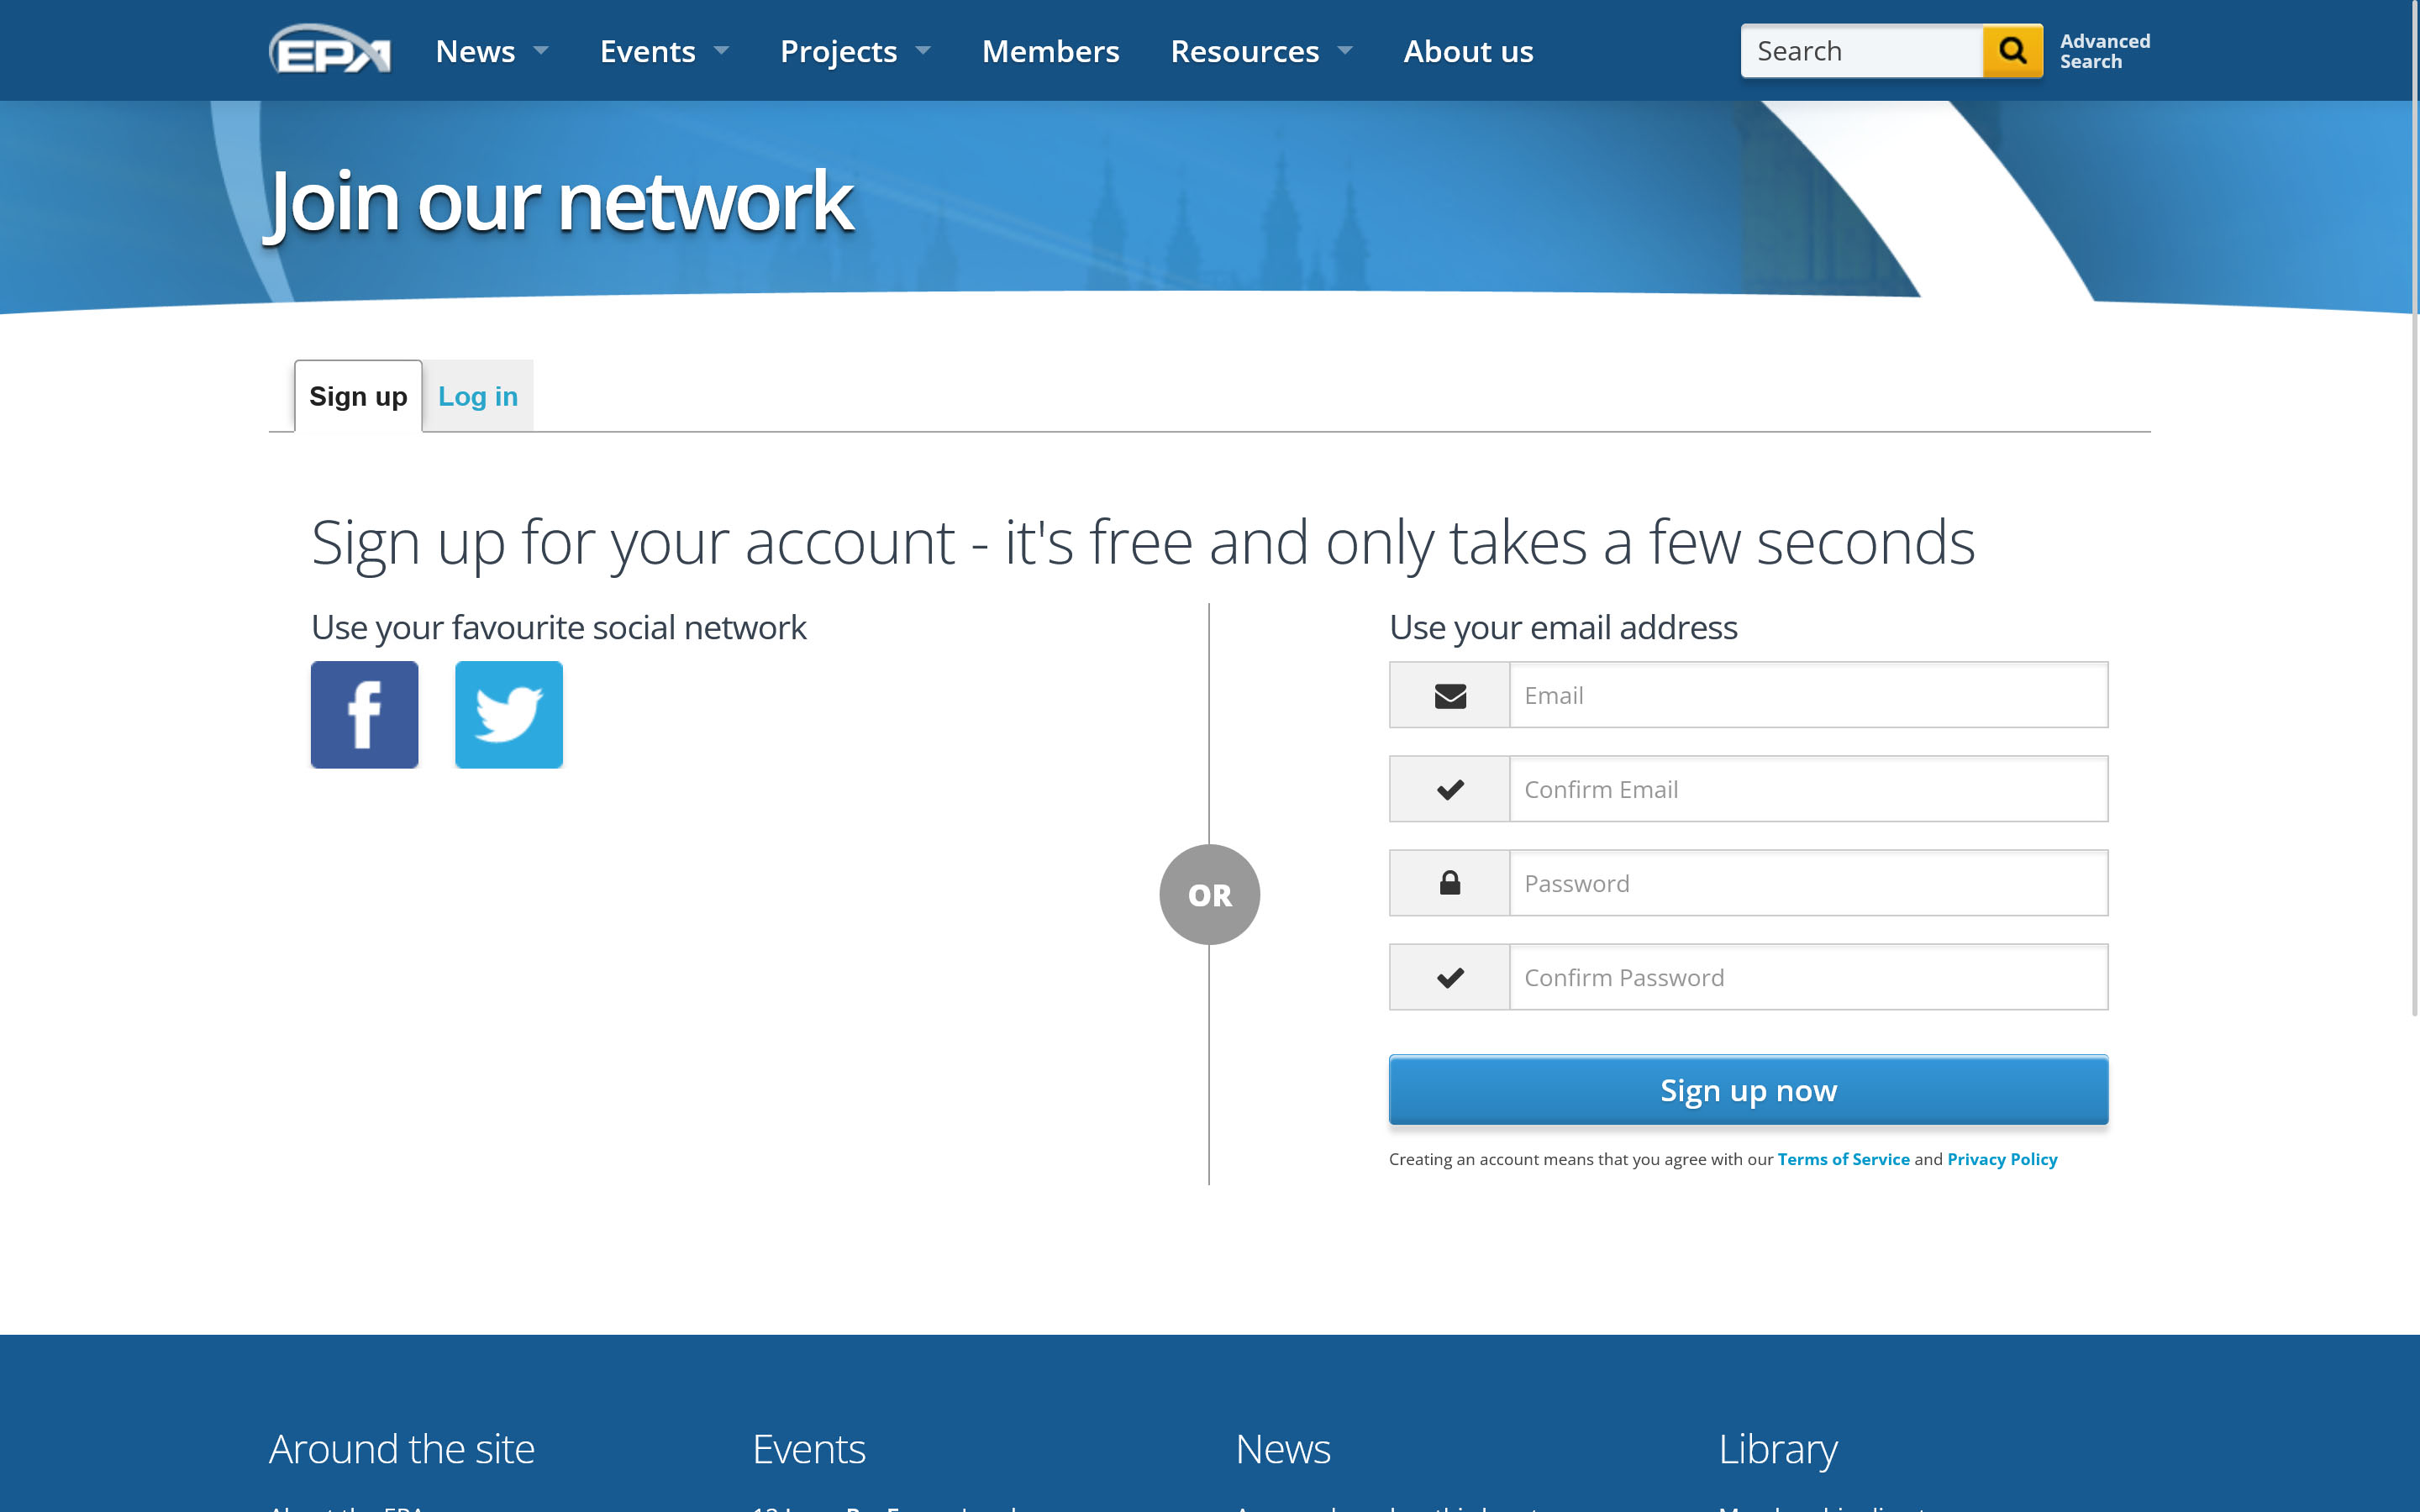 EPA
News
Events
Projects
Members
Resources
About us
Search
Advanced
Search
Join our network
Sign up
Log in
Sign up for your account - it's free and only takes a few seconds
Use your favourite social network
Use your email address
Email
Confirm Email
Password
Confirm Password
OR
Sign up now
Creating an account means that you agree with our Terms of Service and Privacy Policy
Around the site
Events
News
Library
About the EPA